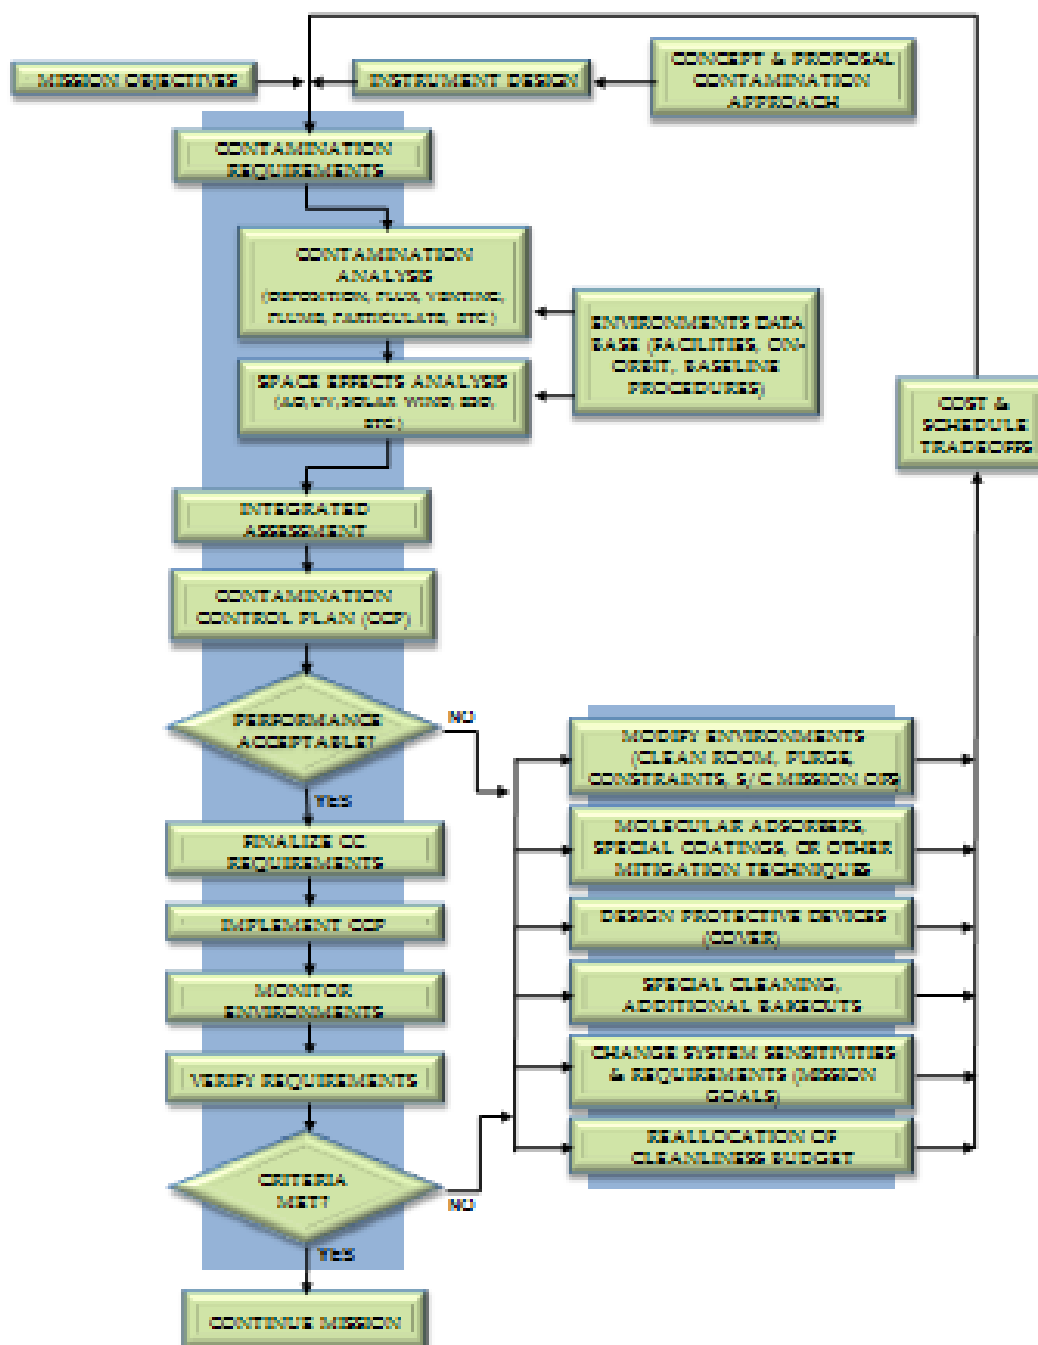 MISSION OBJECTIVES
INSTRUMENT DESIGN
CONCEPT & PROPOSAL
CONTAMINATION
APPROACH
CONTAMINATION
REQUIREMENTS
CONTAMINATION
ANALYSIS
(DEPOSITION, FLUX, VENTING,
PLUME, PARTICULATE, ETC.)
ENVIRONMENTS DATA
BASE (FACILITIES, ON-
ORBIT, BASELINE
PROCEDURES)
SPACE EFFECTS ANALYSIS
(AO, UV, SOLAR WIND, ESD,
ETC.)
COST &
SCHEDULE
TRADEOFFS
INTEGRATED
ASSESSMENT
CONTAMINATION
CONTROL PLAN (CCP)
PERFORMANCE
ACCEPTABLE?
NO
YES
MODIFY ENVIRONMENTS
(CLEAN ROOM, PURGE,
CONSTRAINTS, S/C MISSION OPS
MOLECULAR ADSORBERS,
SPECIAL COATINGS, OR OTHER
MITIGATION TECHNIQUES
DESIGN PROTECTIVE DEVICES
(COVER)
SPECIAL CLEANING,
ADDITIONAL BAKEOUTS
CHANGE SYSTEM SENSITIVITIES
& REQUIREMENTS (MISSION
GOALS)
REALLOCATION OF
CLEANLINESS BUDGET
FINALIZE CC
REQUIREMENTS
IMPLEMENT CCP
MONITOR
ENVIRONMENTS
VERIFY REQUIREMENTS
CRITERIA
MET?
NO
YES
CONTINUE MISSION